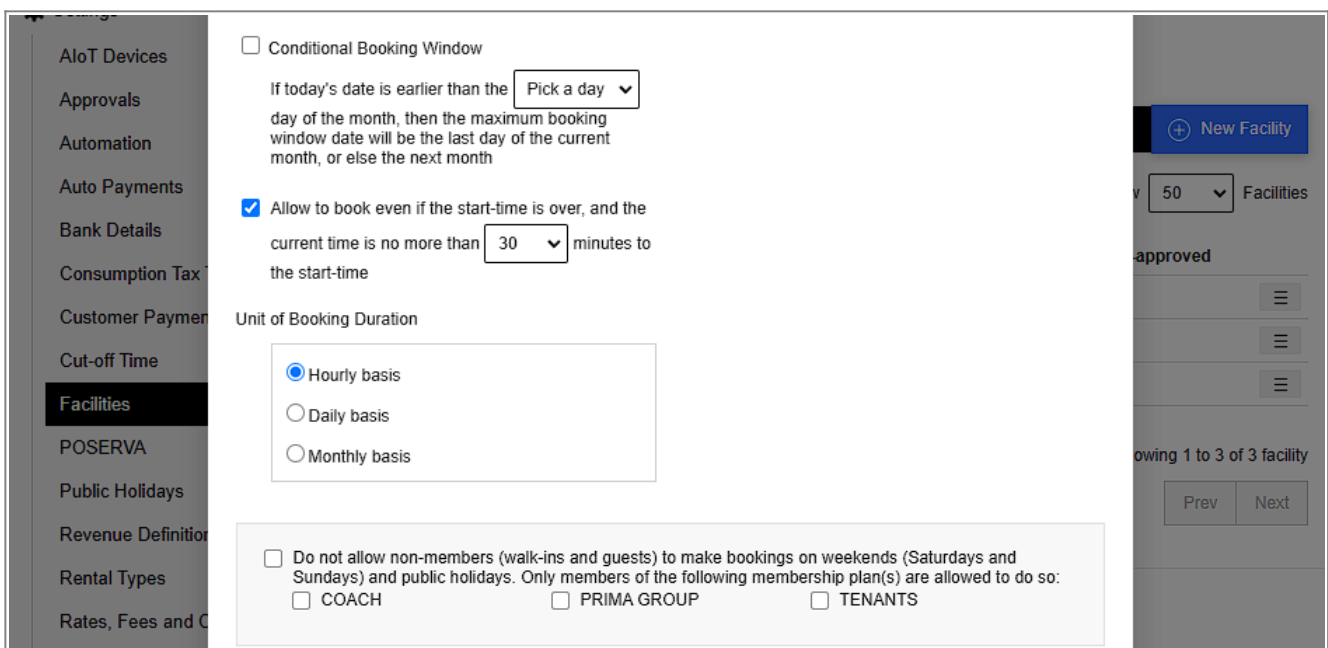 Settings
AIoT Devices
Approvals
Automation
Auto Payments
Bank Details
Consumption Tax
Customer
Cut-off Time
Facilities
POSERVA
Public Holidays
Revenue
Rental Types
Rates, Fees and
Conditional Booking Window
If today's date is earlier than the Pick a day
day of the month, then the maximum booking
window date will be the last day of the current
month, or else the next month
Allow to book even if the start-time is over, and the
current time is no more than 30 minutes to
the start-time
Unit of Booking Duration
Hourly basis
Daily basis
Monthly basis
Do not allow non-members (walk-ins and guests) to make bookings on weekends (Saturdays and
Sundays) and public holidays. Only members of the following membership plan(s) are allowed to do so:
COACH PRIMA GROUP TENANTS
New Facility
50 Facilities
-approved
owing 1 to 3 of 3 facility
Prev Next